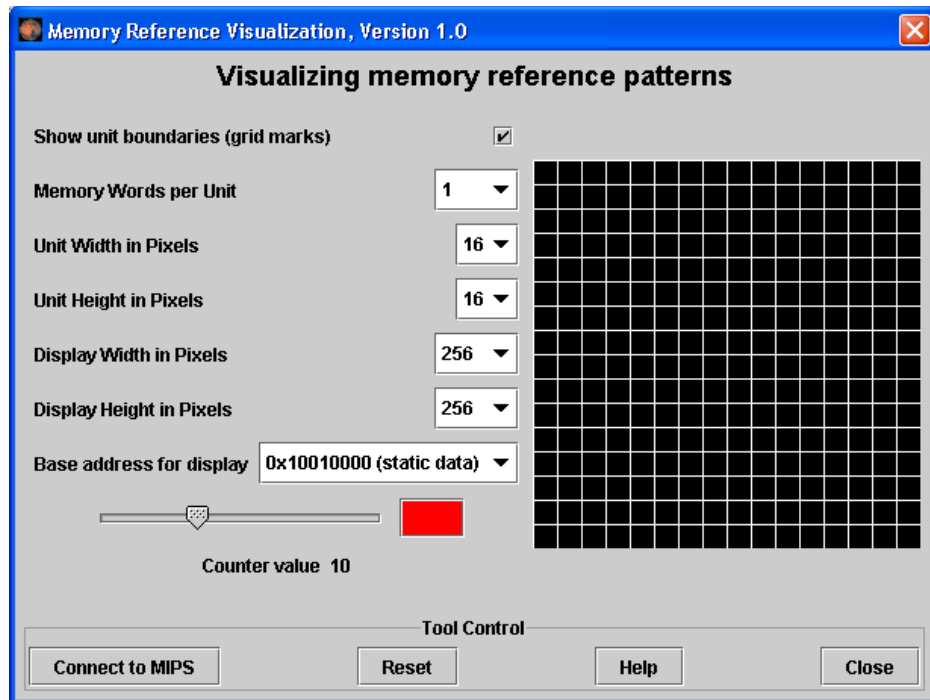 Memory Reference Visualization, Version 1.0
Visualizing memory reference patterns
Show unit boundaries (grid marks)
Memory Words per Unit 1
Unit Width in Pixels 16
Unit Height in Pixels 16
Display Width in Pixels 256
Display Height in Pixels 256
Base address for display 0x10010000 (static data)
Counter value 10
Tool Control
Connect to MIPS Reset Help Close